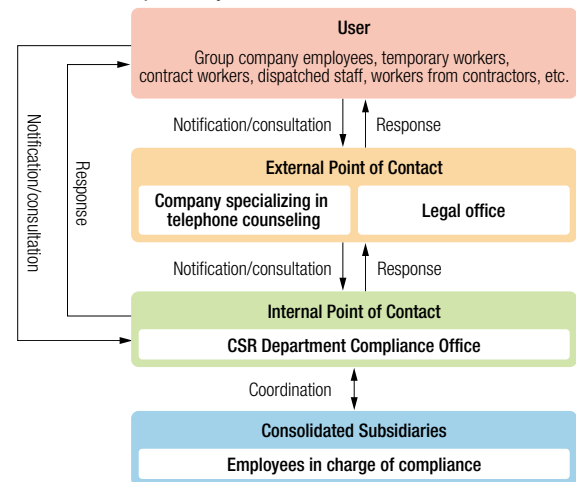 User
Group company employees, temporary workers,
contract workers, dispatched staff, workers from contractors, etc.
Notification/consultation
Response
Notification/consultation
Response
External Point of Contact
Company specializing in
telephone counseling
Legal office
Notification/consultation
Response
Internal Point of Contact
CSR Department Compliance Office
Coordination
Consolidated Subsidiaries
Employees in charge of compliance